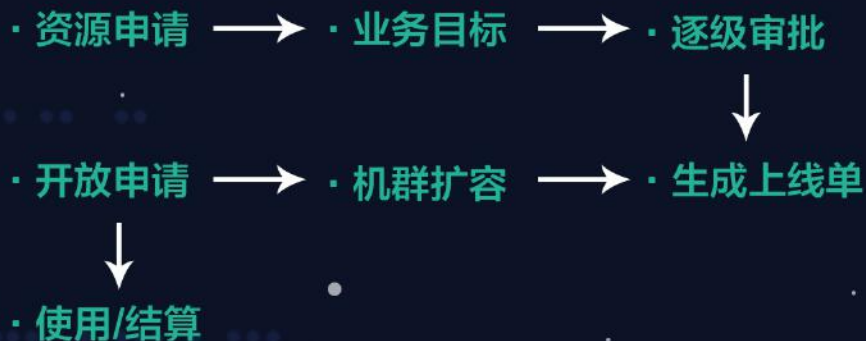 · 资源申请 → · 业务目标 → · 逐级审批
· 开放申请 → · 机群扩容 → · 生成上线单
· 使用/结算